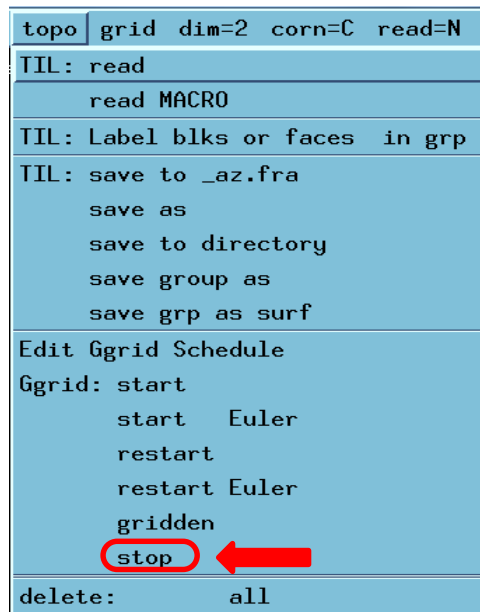 topo grid dim=2 corn=C read=N
TIL: read
read MACRO
TIL: Label blks or faces in grp
TIL: save to _az.fra
save as
save to directory
save group as
save grp as surf
Edit Ggrid Schedule
Ggrid: start
start Euler
restart
restart Euler
gridden
stop
delete: all